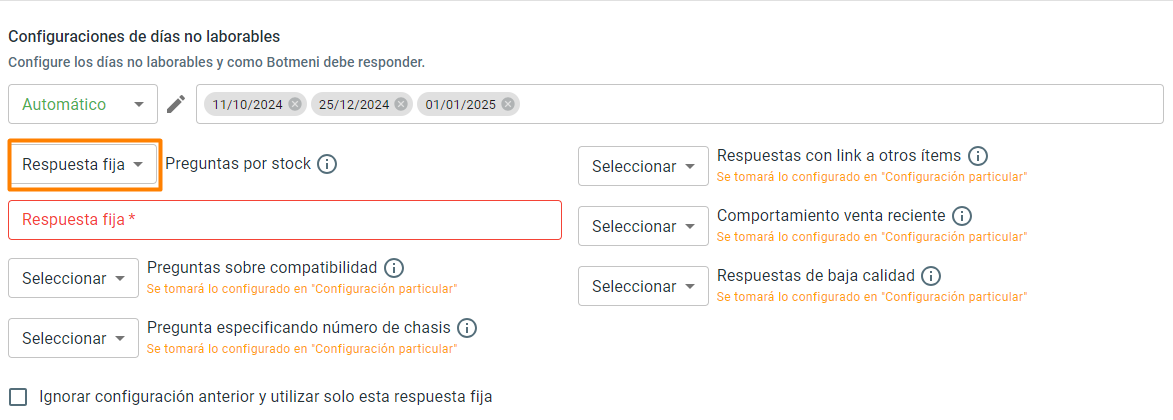 Configuraciones de días no laborables
Configure los días no laborables y como Botmeni debe responder.
Automático
11/10/2024 25/12/2024 01/01/2025
Respuesta fija Preguntas por stock
Respuesta fija *
Seleccionar Preguntas sobre compatibilidad
Se tomará lo configurado en "Configuración particular"
Seleccionar Pregunta especificando número de chasis
Se tomará lo configurado en "Configuración particular"
Seleccionar Respuestas con link a otros ítems
Se tomará lo configurado en "Configuración particular"
Seleccionar Comportamiento venta reciente
Se tomará lo configurado en "Configuración particular"
Seleccionar Respuestas de baja calidad
Se tomará lo configurado en "Configuración particular"
Ignorar configuración anterior y utilizar solo esta respuesta fija